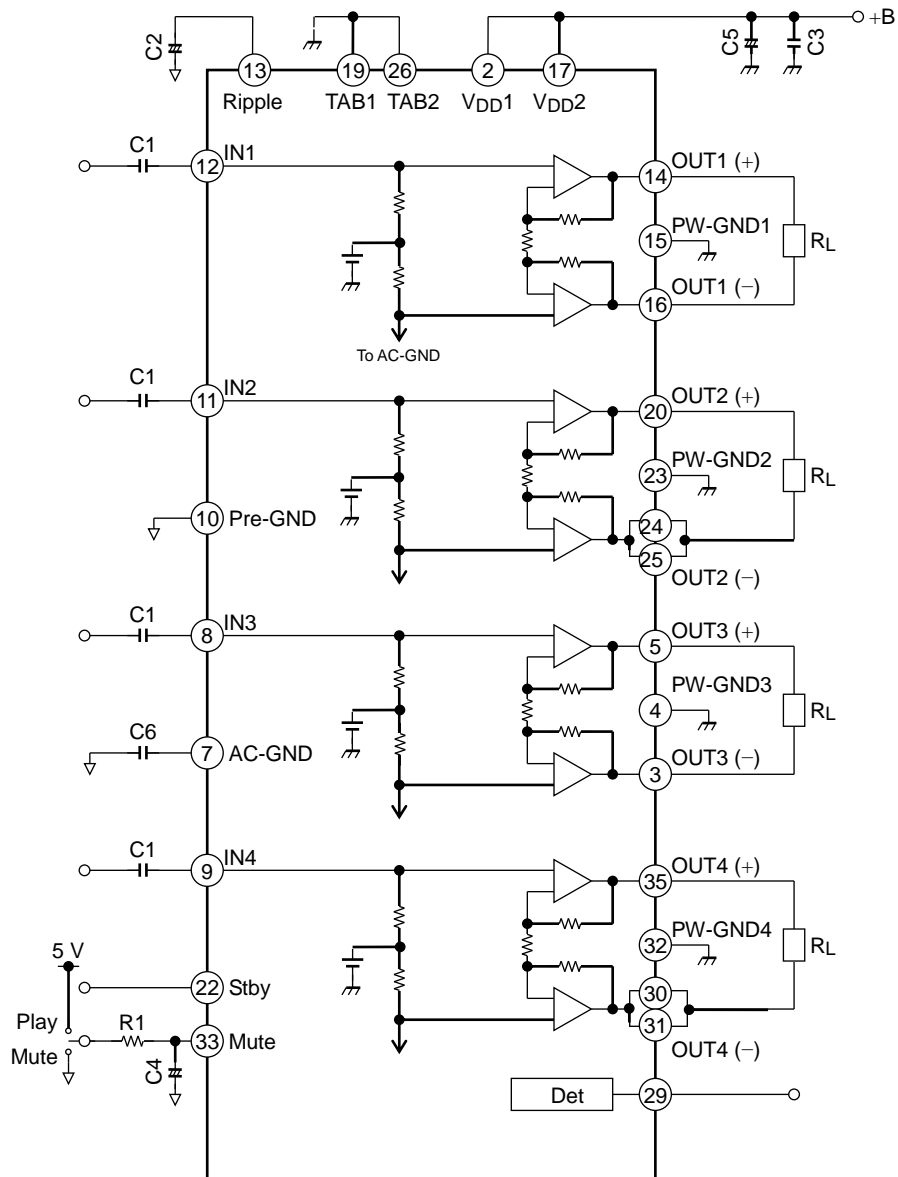 C2
C5
C3
+B
13
19
26
2
17
Ripple
TAB1
TAB2
VDD1
VDD2
C1
12
IN1
14
OUT1 (+)
15
PW-GND1
RL
16
OUT1 (−)
To AC-GND
C1
11
IN2
20
OUT2 (+)
23
PW-GND2
RL
10
Pre-GND
24
25
OUT2 (−)
C1
8
IN3
5
OUT3 (+)
4
PW-GND3
RL
C6
7
AC-GND
3
OUT3 (−)
C1
9
IN4
35
OUT4 (+)
32
PW-GND4
RL
5 V
22
Stby
30
31
OUT4 (−)
Play
R1
33
Mute
Mute
C4
Det
29